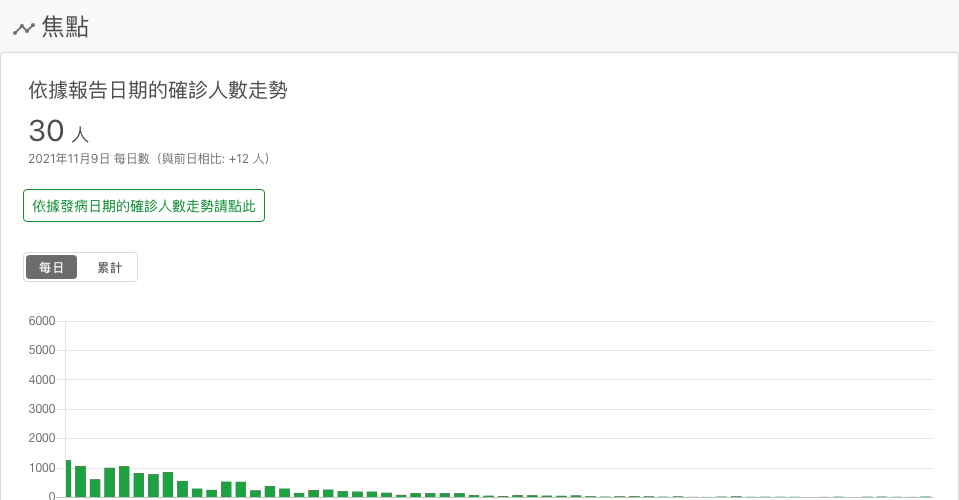 焦點
依據報告日期的確診人數走勢
30 人
2021年11月9日 每日數（與前日相比: +12 人）
依據發病日期的確診人數走勢請點此
每日 累計
6000
5000
4000
3000
2000
1000
0